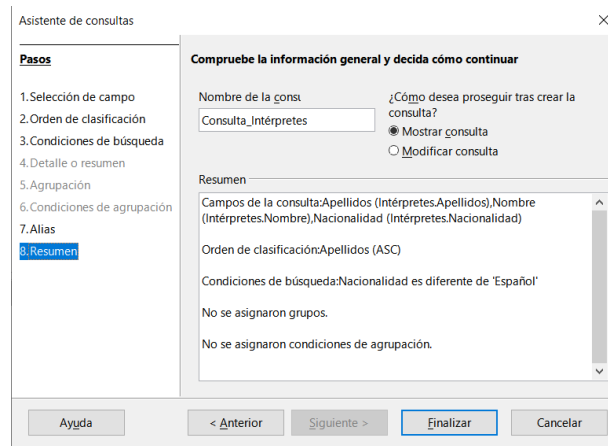 Asistente de consultas
Pasos
1.Selección de campo
2.Orden de clasificación
3.Condiciones de búsqueda
4.Detalle o resumen
5.Agrupación
6.Condiciones de agrupación
7.Alias
8.Resumen
Compruebe la información general y decida cómo continuar
Nombre de la consu
Consulta_Intérpretes
¿Cómo desea proseguir tras crear la
consulta?
Mostrar consulta
Modificar consulta
Resumen
Campos de la consulta:Apellidos (Intérpretes.Apellidos),Nombre
(Intérpretes.Nombre),Nacionalidad (Intérpretes.Nacionalidad)
Orden de clasificación:Apellidos (ASC)
Condiciones de búsqueda:Nacionalidad es diferente de 'Español'
No se asignaron grupos.
No se asignaron condiciones de agrupación.
Ayuda
< Anterior
Siguiente >
Finalizar
Cancelar